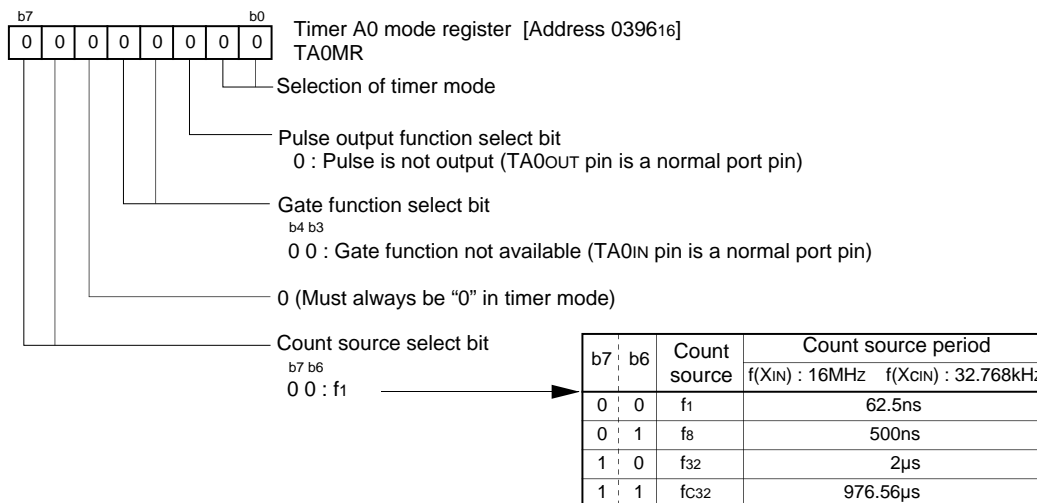 b7 b0
0 0 0 0 0 0 0 0
Timer A0 mode register [Address 039616]
TA0MR
Selection of timer mode
Pulse output function select bit
0 : Pulse is not output (TA0OUT pin is a normal port pin)
Gate function select bit
b4 b3
0 0 : Gate function not available (TA0IN pin is a normal port pin)
0 (Must always be “0” in timer mode)
Count source select bit
b7 b6
0 0 : f1
b7 b6 Count source Count source period
f(XIN) : 16MHz f(XCIN) : 32.768kHz
0 0 f1 62.5ns
0 1 f8 500ns
1 0 f32 2µs
1 1 fC32 976.56µs